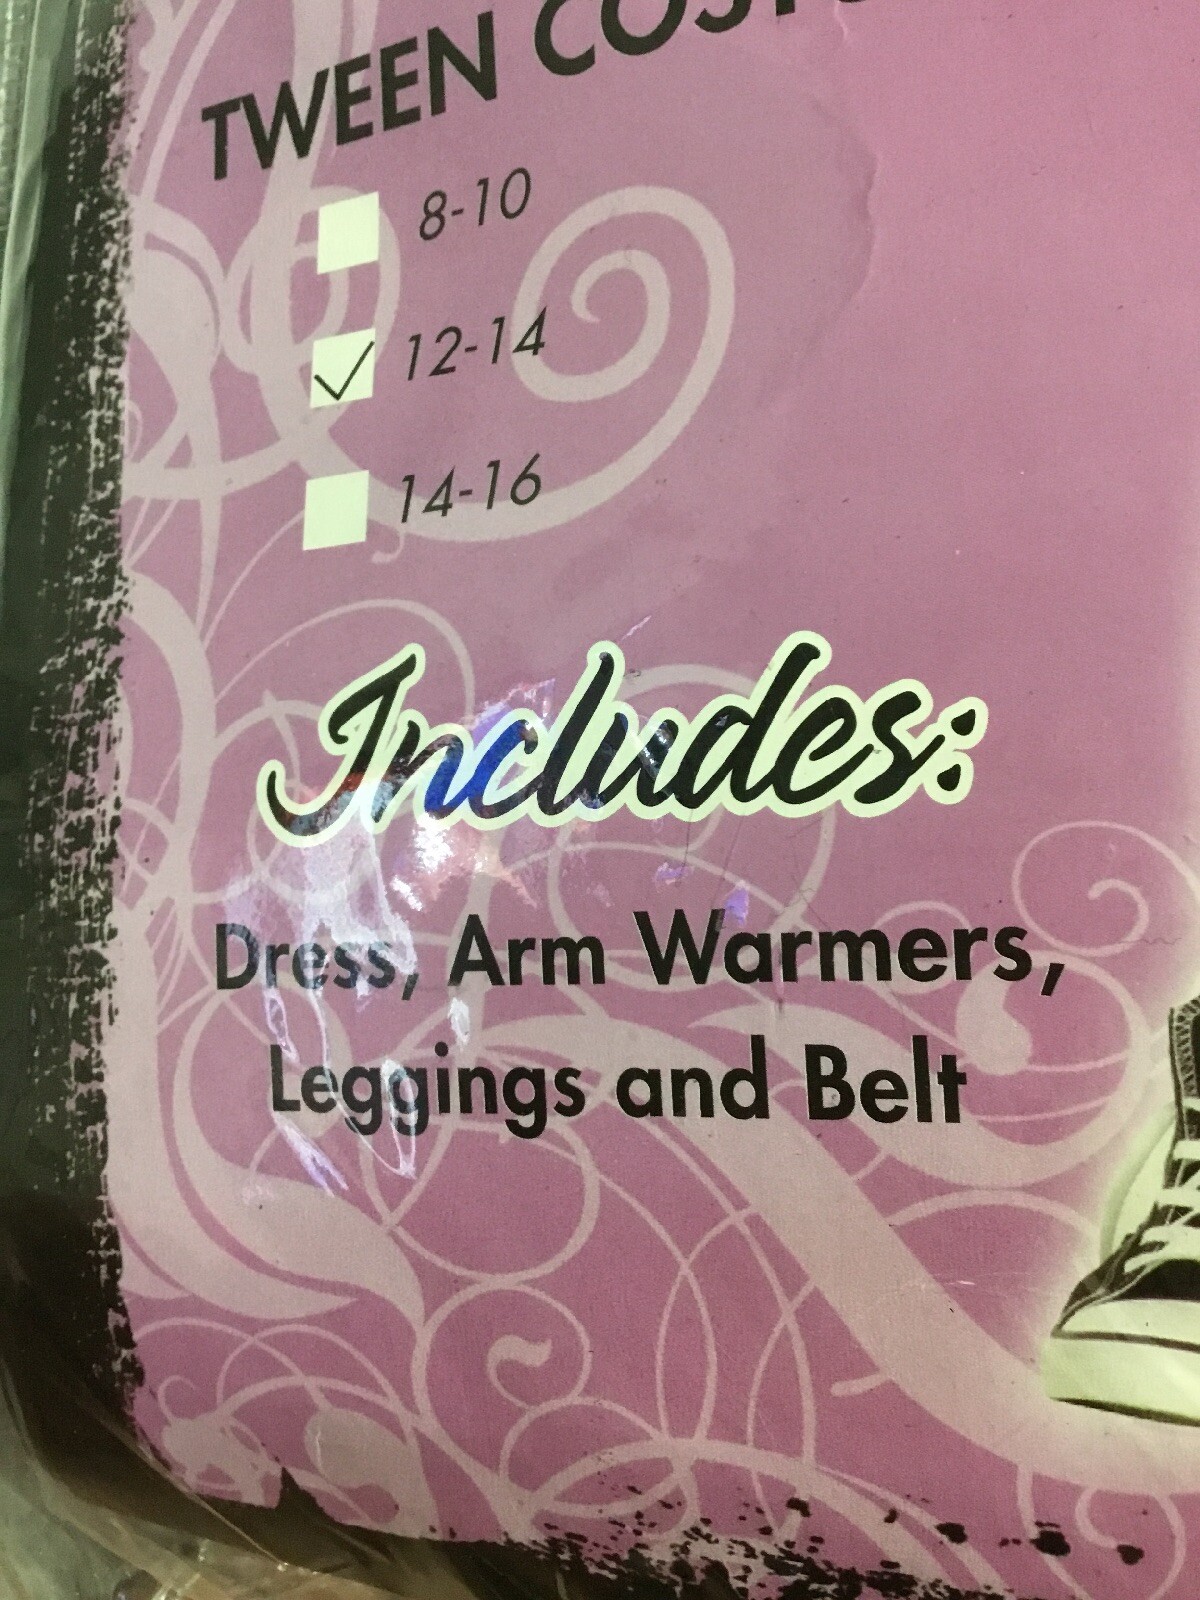 TWEEN
8-10
12-14
14-16
Includes:
Dress, Arm Warmers,
Leggings and Belt